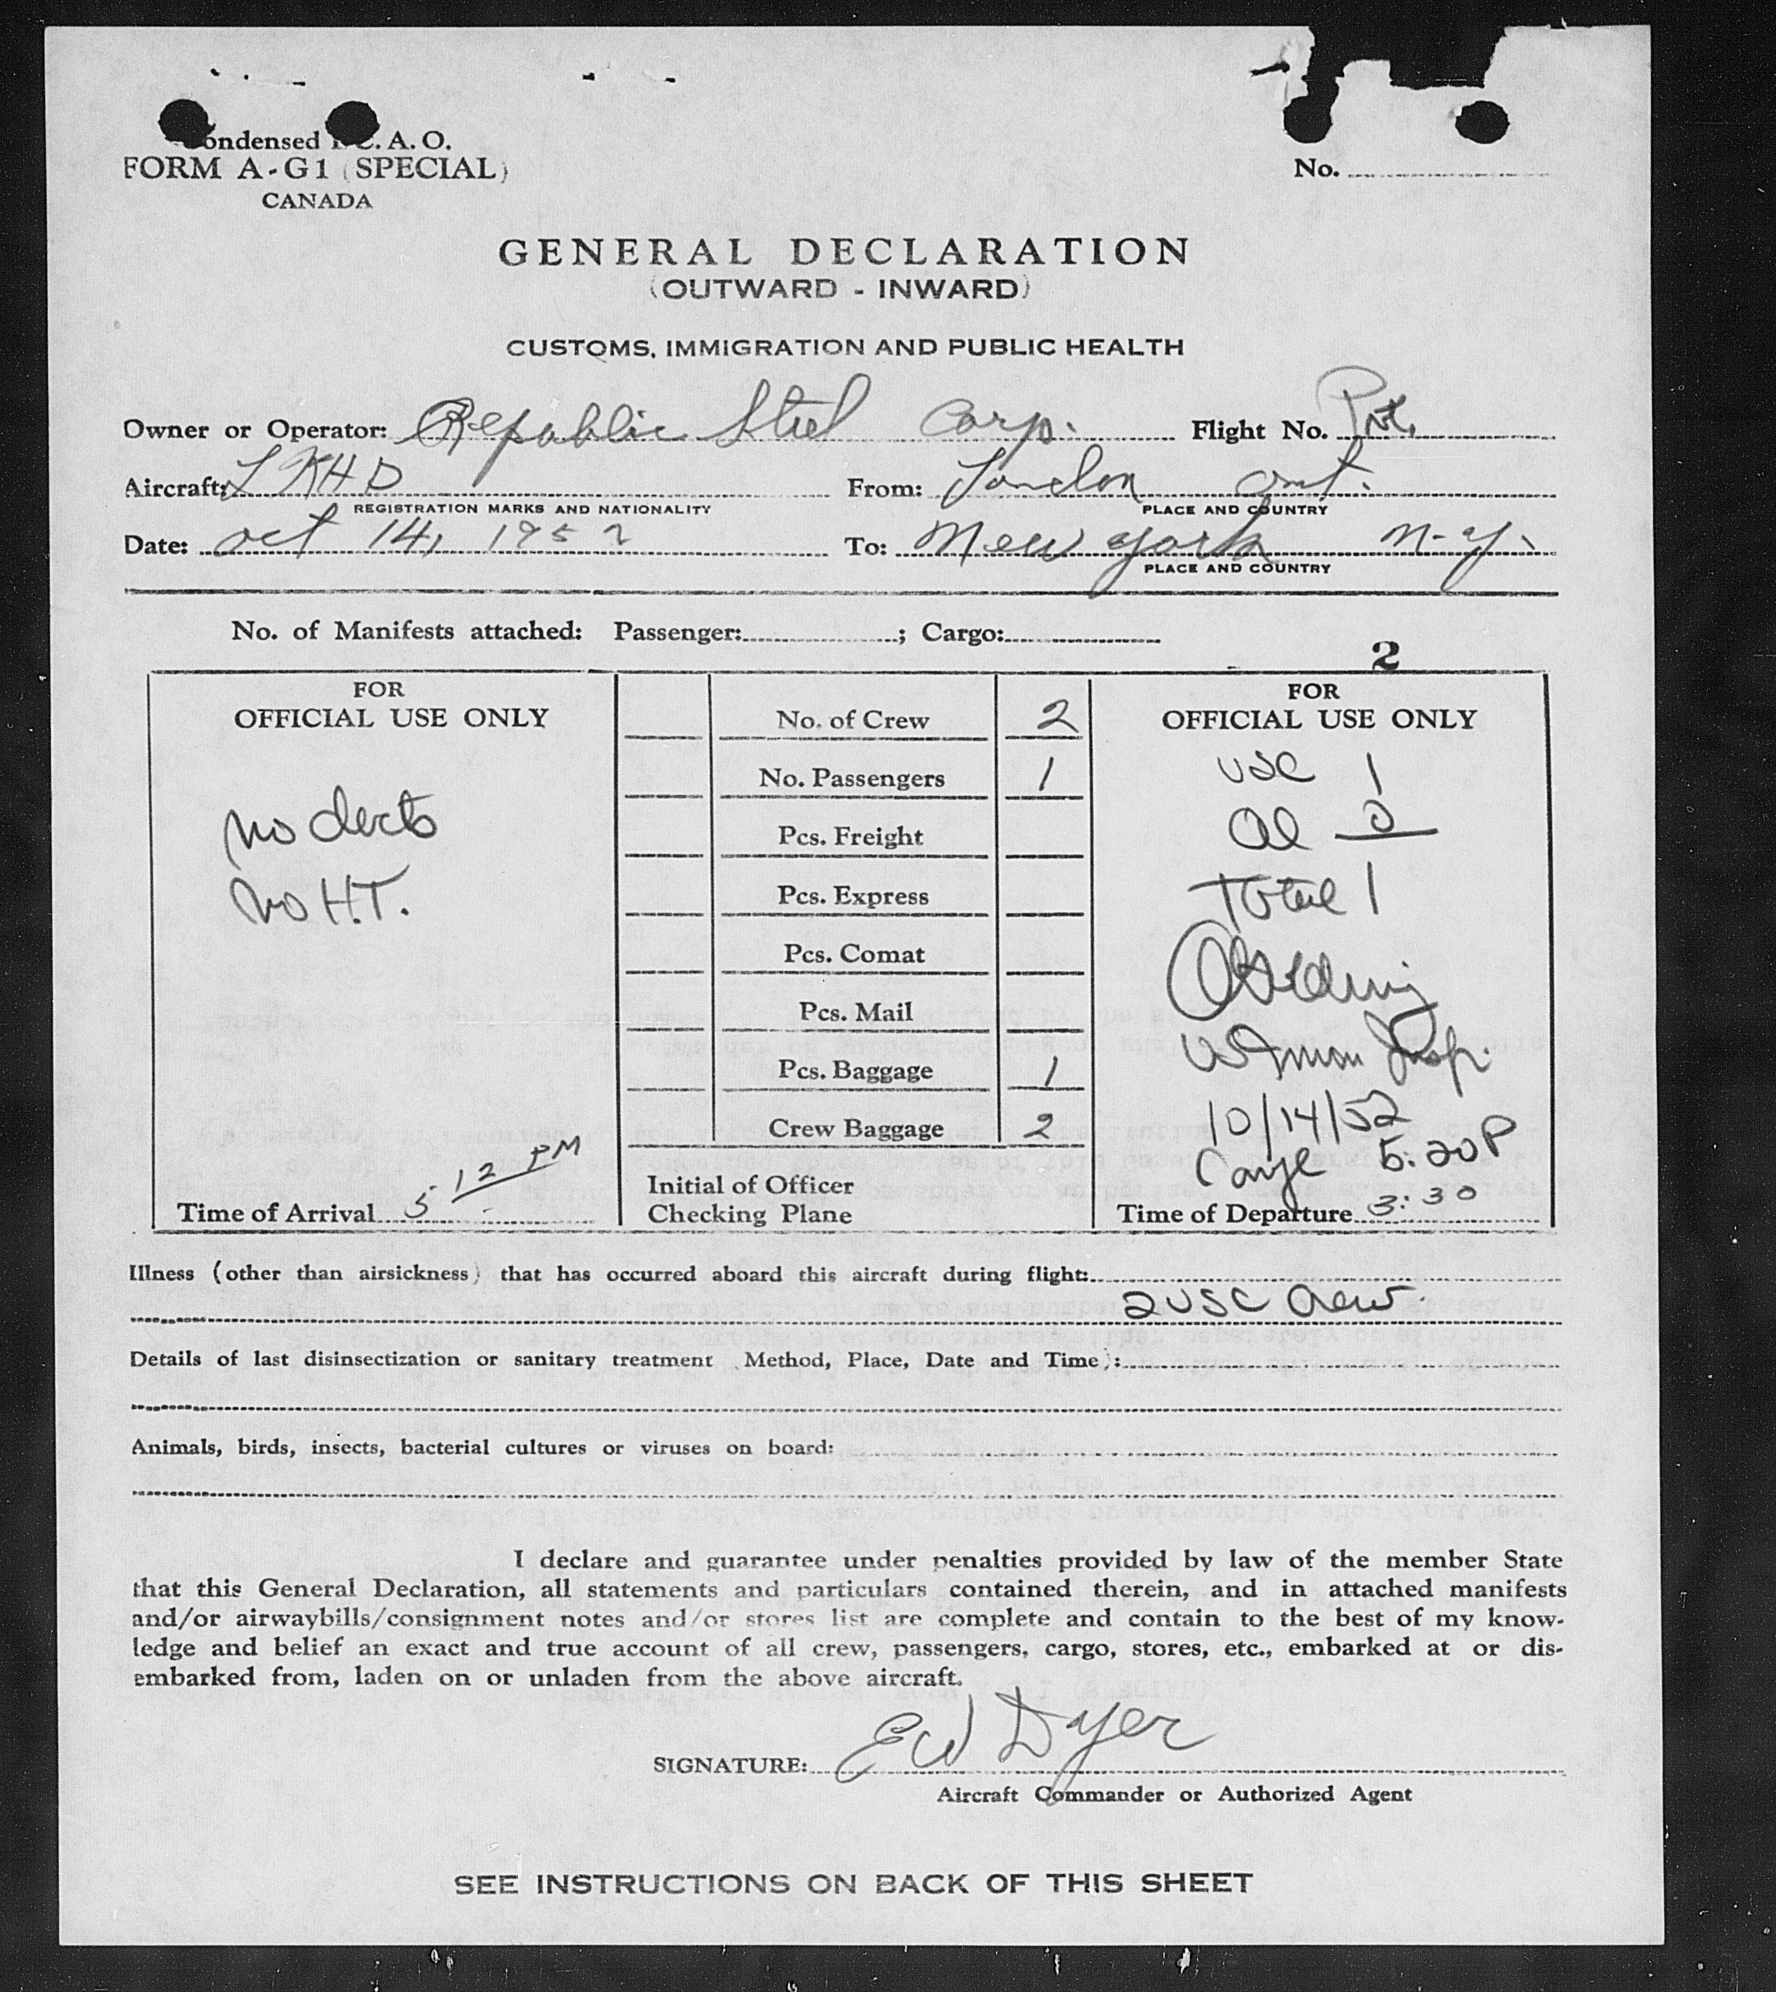 Condensed I. C. A. O.
FORM A-G1 (SPECIAL)
CANADA
No.
GENERAL DECLARATION
(OUTWARD - INWARD)
CUSTOMS, IMMIGRATION AND PUBLIC HEALTH
Owner or Operator: Republic Steel Corp. Flight No. Pvt.
Aircraft: LKHD From: London ont.
REGISTRATION MARKS AND NATIONALITY PLACE AND COUNTRY
Date: oct 14, 1952 To: New york n-y.
PLACE AND COUNTRY
No. of Manifests attached: Passenger: ; Cargo:
2
FOR
OFFICIAL USE ONLY
no decto
no H.T.
Time of Arrival 5 12 PM
No. of Crew 2
No. Passengers 1
Pcs. Freight
Pcs. Express
Pcs. Comat
Pcs. Mail
Pcs. Baggage 1
Crew Baggage 2
Initial of Officer
Checking Plane
FOR
OFFICIAL USE ONLY
USC 1
al 0
Total 1
US Imm Insp.
10/14/52
5:20P
Time of Departure 3:30
Illness (other than airsickness) that has occurred aboard this aircraft during flight:
2 USC Crew.
Details of last disinsectization or sanitary treatment (Method, Place, Date and Time):
Animals, birds, insects, bacterial cultures or viruses on board:
I declare and guarantee under penalties provided by law of the member State
that this General Declaration, all statements and particulars contained therein, and in attached manifests
and/or airwaybills/consignment notes and/or stores list are complete and contain to the best of my know-
ledge and belief an exact and true account of all crew, passengers, cargo, stores, etc., embarked at or dis-
embarked from, laden on or unladen from the above aircraft.
SIGNATURE: EW Dyer
Aircraft Commander or Authorized Agent
SEE INSTRUCTIONS ON BACK OF THIS SHEET